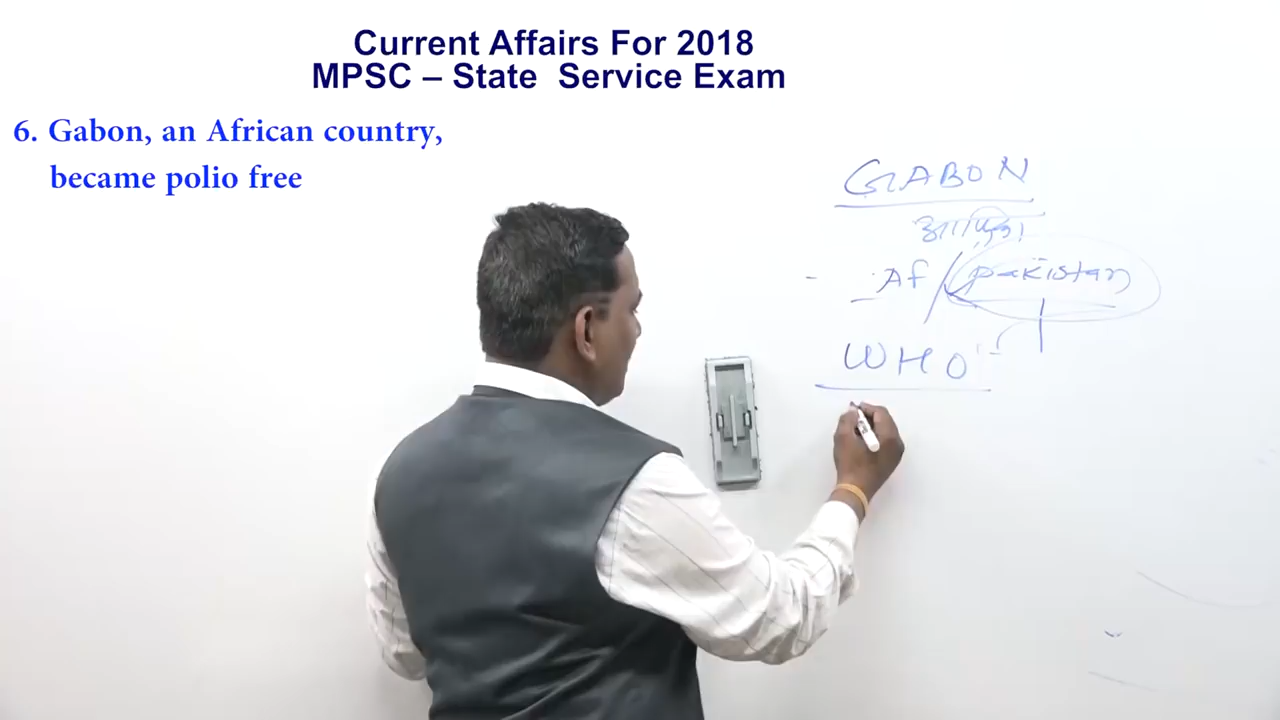 Current Affairs For 2018
MPSC – State Service Exam
6. Gabon, an African country,
became polio free
GABON
Af / pakistan
WHO